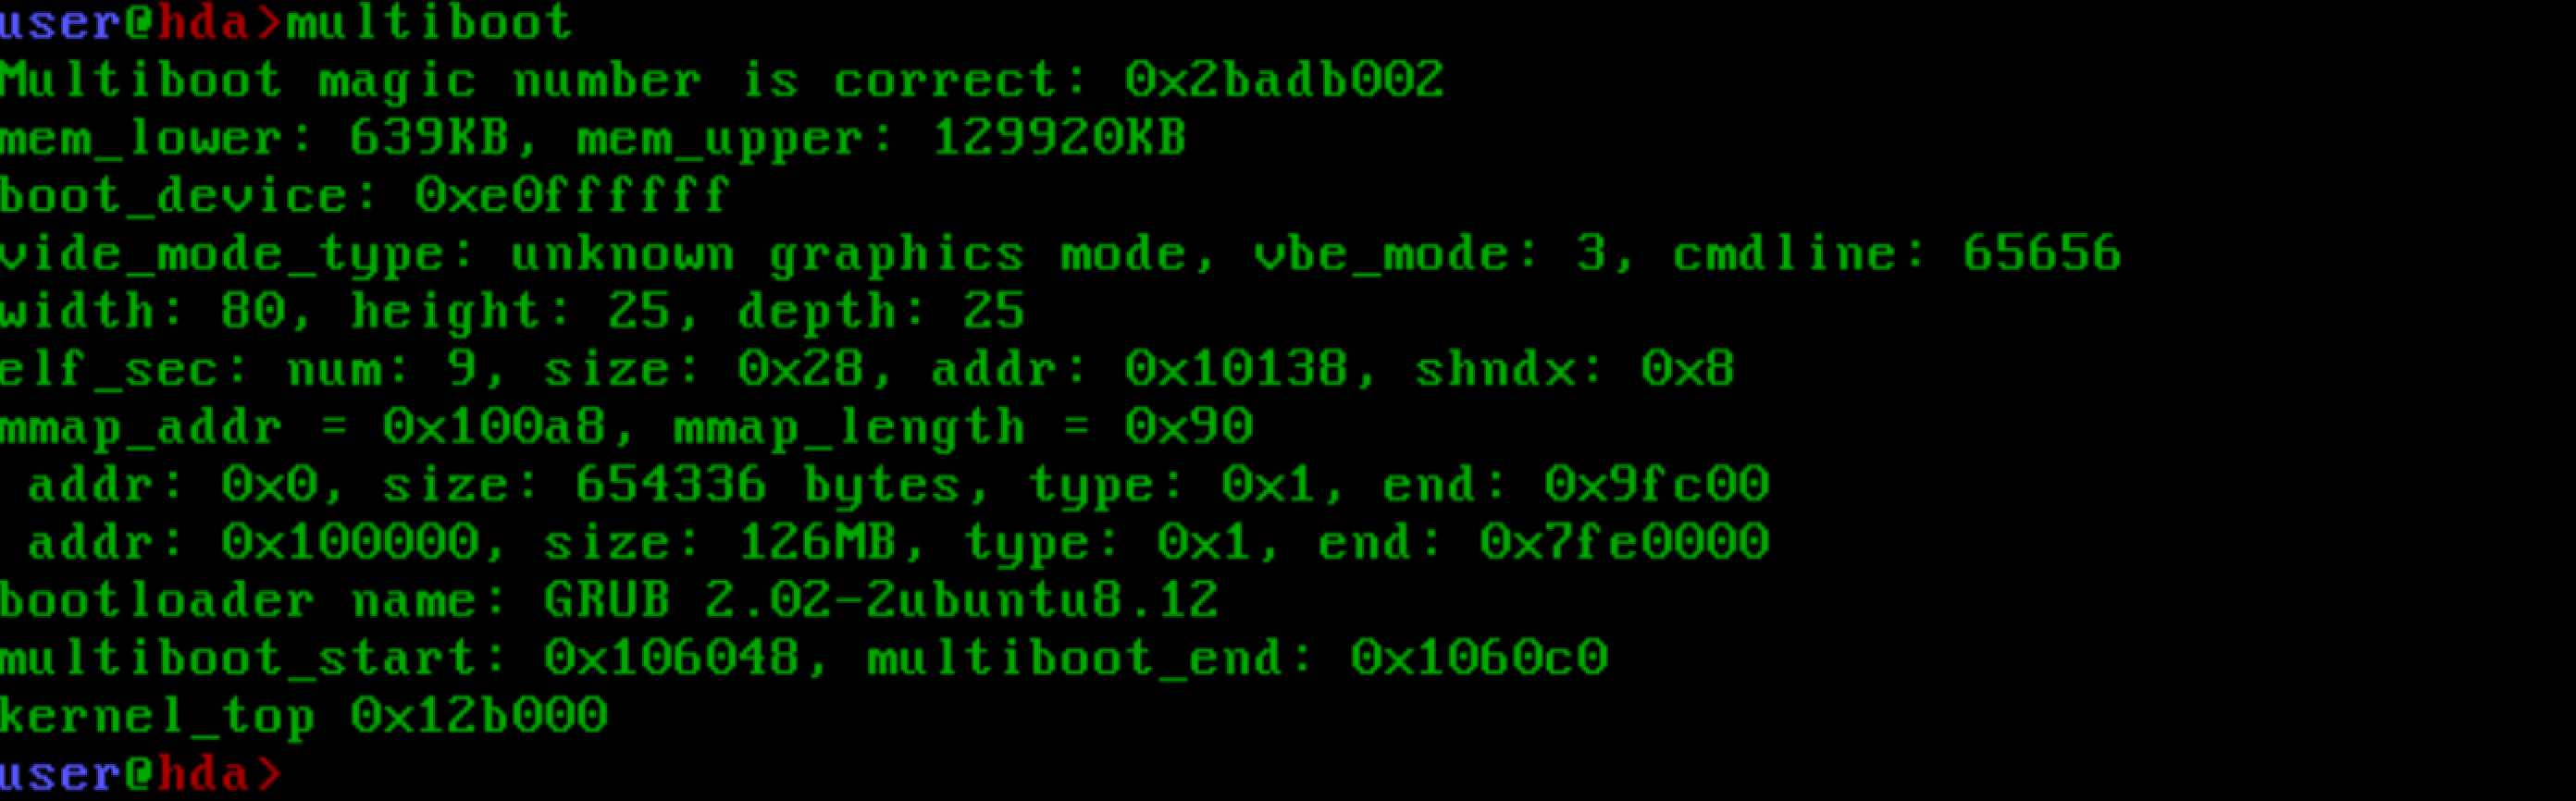 user@hda>multiboot
Multiboot magic number is correct: 0x2badb002
mem_lower: 639KB, mem_upper: 129920KB
boot_device: 0xe0ffffff
vide_mode_type: unknown graphics mode, vbe_mode: 3, cmdline: 65656
width: 80, height: 25, depth: 25
elf_sec: num: 9, size: 0x28, addr: 0x10138, shndx: 0x8
mmap_addr = 0x100a8, mmap_length = 0x90
addr: 0x0, size: 654336 bytes, type: 0x1, end: 0x9fc00
addr: 0x100000, size: 126MB, type: 0x1, end: 0x7fe0000
bootloader name: GRUB 2.02-2ubuntu8.12
multiboot_start: 0x106048, multiboot_end: 0x1060c0
kernel_top 0x12b000
user@hda>